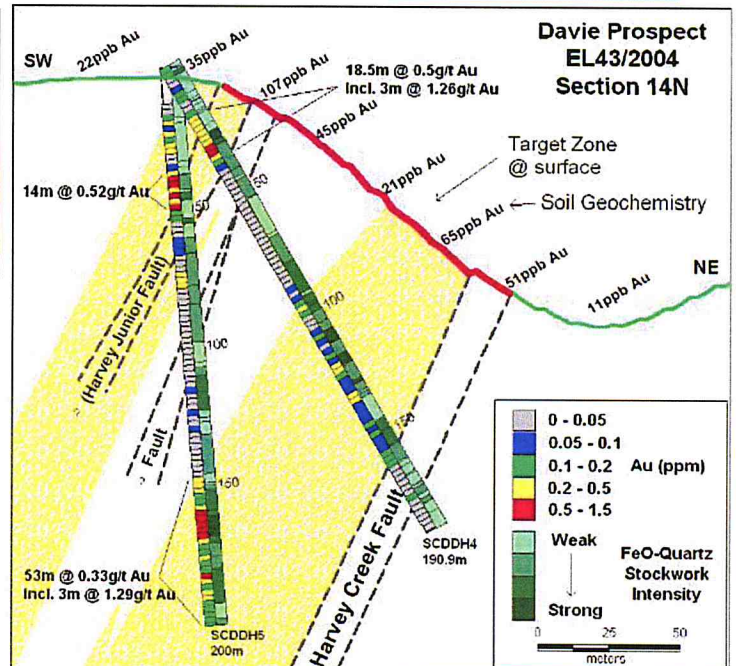 Davie Prospect
EL43/2004
Section 14N
SW
22ppb Au
35ppb Au
107ppb Au
18.5m @ 0.5g/t Au
Incl. 3m @ 1.26g/t Au
45ppb Au
21ppb Au
Target Zone
@ surface
65ppb Au
Soil Geochemistry
51ppb Au
NE
11ppb Au
14m @ 0.52g/t Au
50
50
100
100
150
150
(Harvey Junior Fault)
?
Fault
?
53m @ 0.33g/t Au
Incl. 3m @ 1.29g/t Au
SCDDH5
200m
SCDDH4
190.9m
Harvey Creek Fault
0 - 0.05
0.05 - 0.1
0.1 - 0.2
0.2 - 0.5
0.5 - 1.5
Au (ppm)
Weak
Strong
FeO-Quartz
Stockwork
Intensity
0 25 50
meters